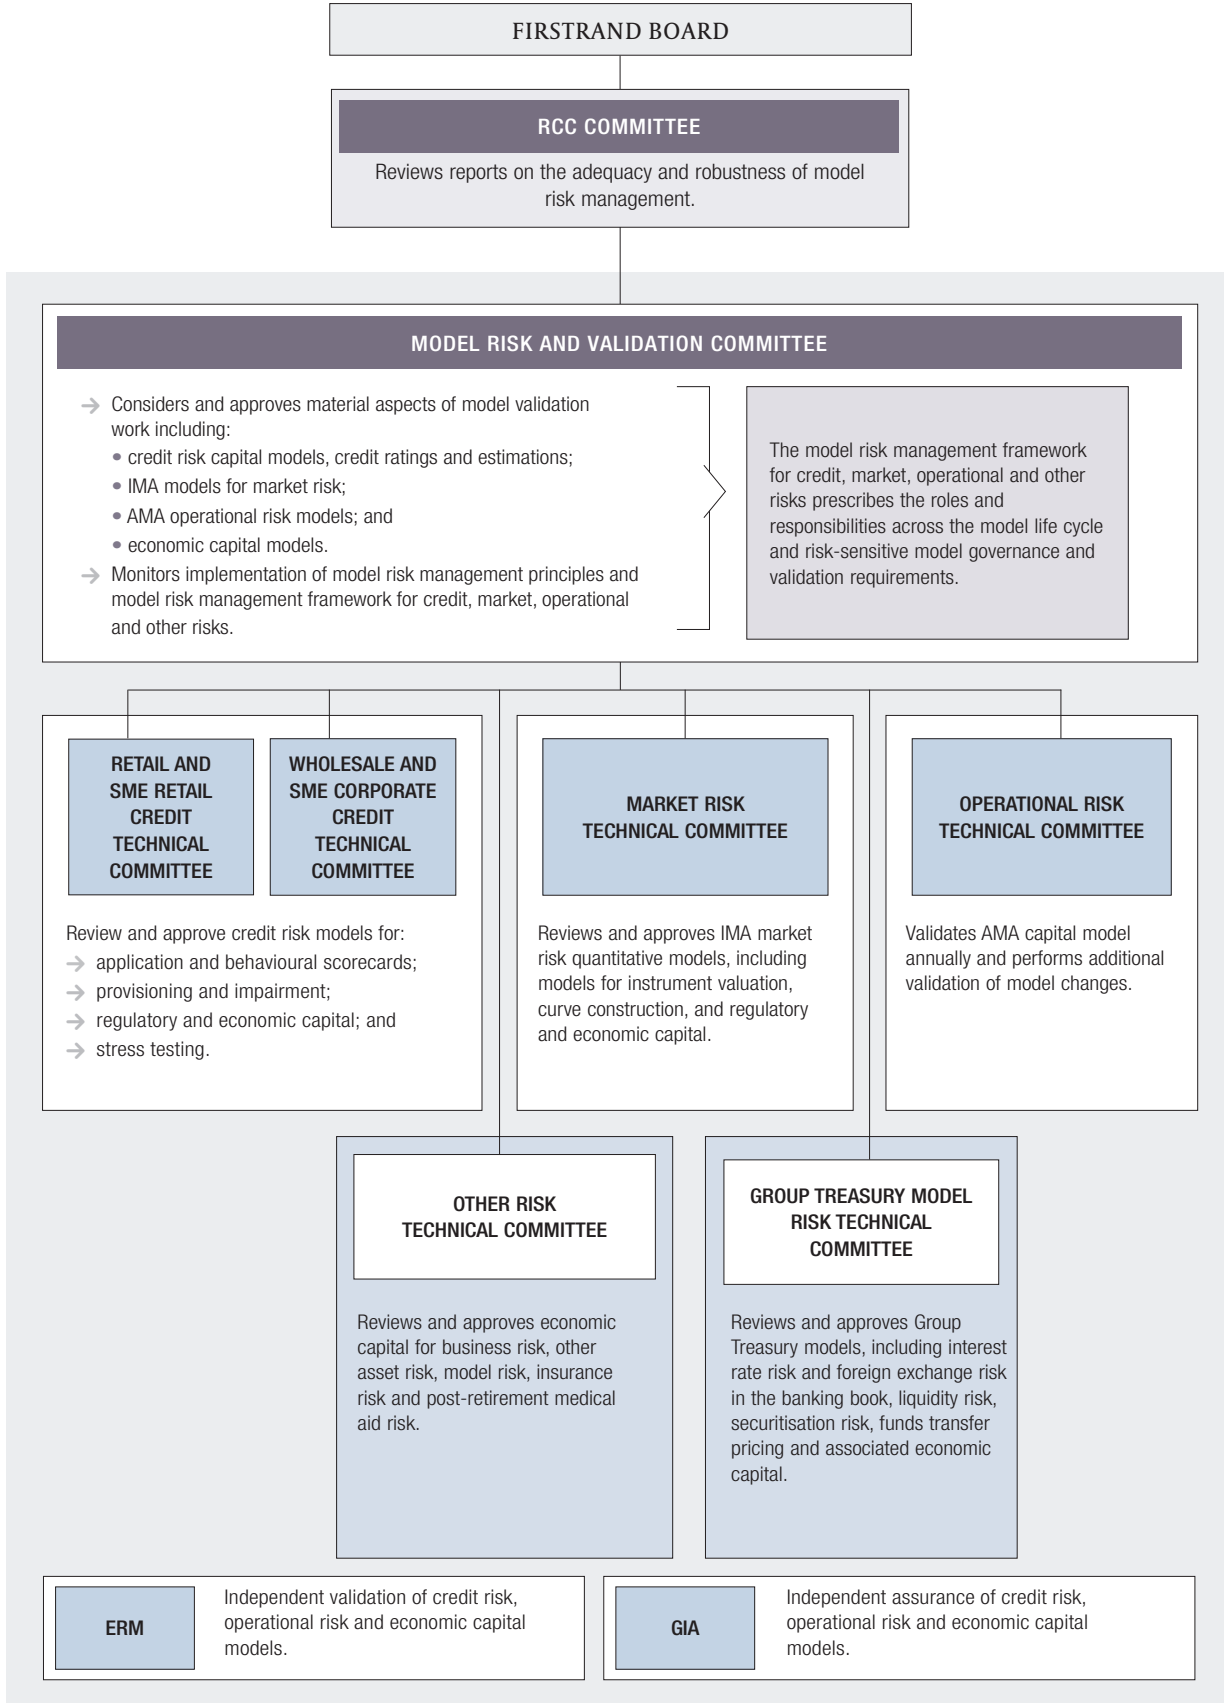 FIRSTRAND BOARD
RCC COMMITTEE
Reviews reports on the adequacy and robustness of model
risk management.
MODEL RISK AND VALIDATION COMMITTEE
→ Considers and approves material aspects of model validation
work including:
• credit risk capital models, credit ratings and estimations;
• IMA models for market risk;
• AMA operational risk models; and
• economic capital models.
→ Monitors implementation of model risk management principles and
model risk management framework for credit, market, operational
and other risks.
The model risk management framework
for credit, market, operational and other
risks prescribes the roles and
responsibilities across the model life cycle
and risk-sensitive model governance and
validation requirements.
RETAIL AND
SME RETAIL
CREDIT
TECHNICAL
COMMITTEE
WHOLESALE AND
SME CORPORATE
CREDIT
TECHNICAL
COMMITTEE
Review and approve credit risk models for:
→ application and behavioural scorecards;
→ provisioning and impairment;
→ regulatory and economic capital; and
→ stress testing.
MARKET RISK
TECHNICAL COMMITTEE
Reviews and approves IMA market
risk quantitative models, including
models for instrument valuation,
curve construction, and regulatory
and economic capital.
OPERATIONAL RISK
TECHNICAL COMMITTEE
Validates AMA capital model
annually and performs additional
validation of model changes.
OTHER RISK
TECHNICAL COMMITTEE
Reviews and approves economic
capital for business risk, other
asset risk, model risk, insurance
risk and post-retirement medical
aid risk.
GROUP TREASURY MODEL
RISK TECHNICAL
COMMITTEE
Reviews and approves Group
Treasury models, including interest
rate risk and foreign exchange risk
in the banking book, liquidity risk,
securitisation risk, funds transfer
pricing and associated economic
capital.
ERM
Independent validation of credit risk,
operational risk and economic capital
models.
GIA
Independent assurance of credit risk,
operational risk and economic capital
models.